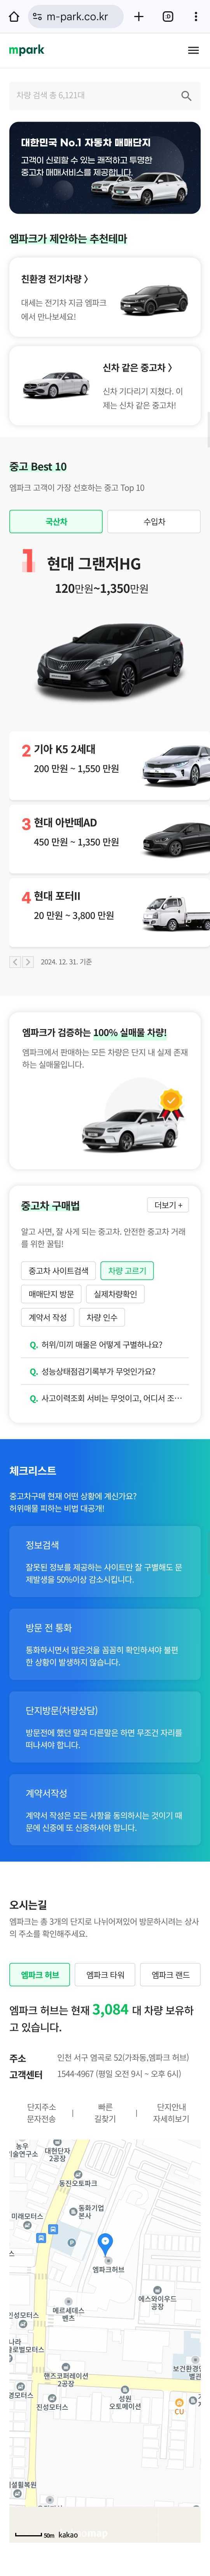 m-park.co.kr
mpark
차량 검색 총 6,121대
대한민국 No.1 자동차 매매단지
고객이 신뢰할 수 있는 쾌적하고 투명한
중고차 매매서비스를 제공합니다.
엠파크가 제안하는 추천테마
친환경 전기차량 〉
대세는 전기차 지금 엠파크
에서 만나보세요!
신차 같은 중고차 〉
신차 기다리기 지쳤다. 이
제는 신차 같은 중고차!
중고 Best 10
엠파크 고객이 가장 선호하는 중고 Top 10
국산차
수입차
1 현대 그랜저HG
120만원~1,350만원
2 기아 K5 2세대
200 만원 ~ 1,550 만원
3 현대 아반떼AD
450 만원 ~ 1,350 만원
4 현대 포터II
20 만원 ~ 3,800 만원
2024. 12. 31. 기준
엠파크가 검증하는 100% 실매물 차량!
엠파크에서 판매하는 모든 차량은 단지 내 실제 존재
하는 실매물입니다.
중고차 구매법
더보기 +
알고 사면, 잘 사게 되는 중고차. 안전한 중고차 거래
를 위한 꿀팁!
중고차 사이트검색
차량 고르기
매매단지 방문
실제차량확인
계약서 작성
차량 인수
Q. 허위/미끼 매물은 어떻게 구별하나요?
Q. 성능상태점검기록부가 무엇인가요?
Q. 사고이력조회 서비는 무엇이고, 어디서 조…
체크리스트
중고차구매 현재 어떤 상황에 계신가요?
허위매물 피하는 비법 대공개!
정보검색
잘못된 정보를 제공하는 사이트만 잘 구별해도 문
제발생을 50%이상 감소시킵니다.
방문 전 통화
통화하시면서 많은것을 꼼꼼히 확인하셔야 불편
한 상황이 발생하지 않습니다.
단지방문(차량상담)
방문전에 했던 말과 다른말은 하면 무조건 자리를
떠나셔야 합니다.
계약서작성
계약서 작성은 모든 사항을 동의하시는 것이기 때
문에 신중에 또 신중하셔야 합니다.
오시는길
엠파크는 총 3개의 단지로 나뉘어져있어 방문하시려는 상사
의 주소를 확인해주세요.
엠파크 허브
엠파크 타워
엠파크 랜드
엠파크 허브는 현재 3,084 대 차량 보유하
고 있습니다.
주소 인천 서구 염곡로 52(가좌동,엠파크 허브)
고객센터 1544-4967 (평일 오전 9시 ~ 오후 6시)
단지주소
문자전송
빠른
길찾기
단지안내
자세히보기
농우
기술연구소
대현단자
2공장
동진오토파크
동화기업
본사
미래모터스
엠파크허브
에스와이우드
공장
메르세데스
벤츠
진성모터스
글로벌모터스
맨즈코퍼레이션
2공장
보건환경
별관
성원
오토메이션
진성모터스
CU
50m
kakao